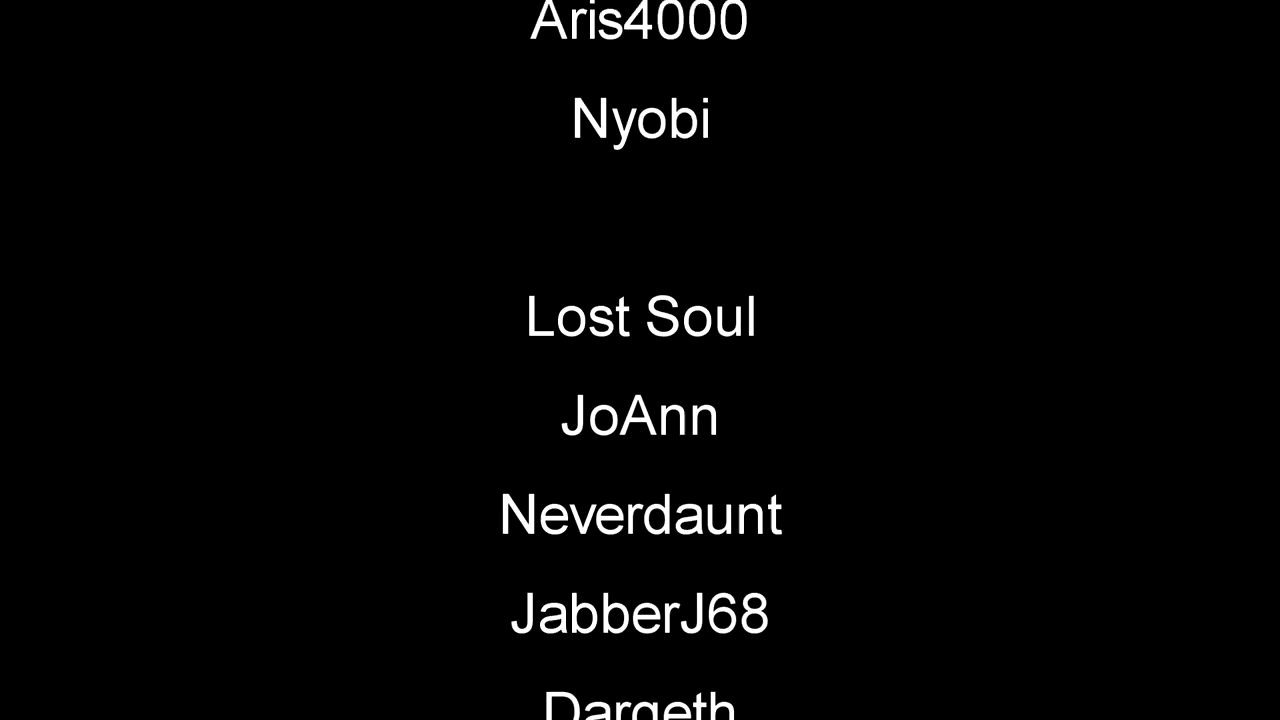 Aris4000
Nyobi
Lost Soul
JoAnn
Neverdaunt
JabberJ68
Dargeth